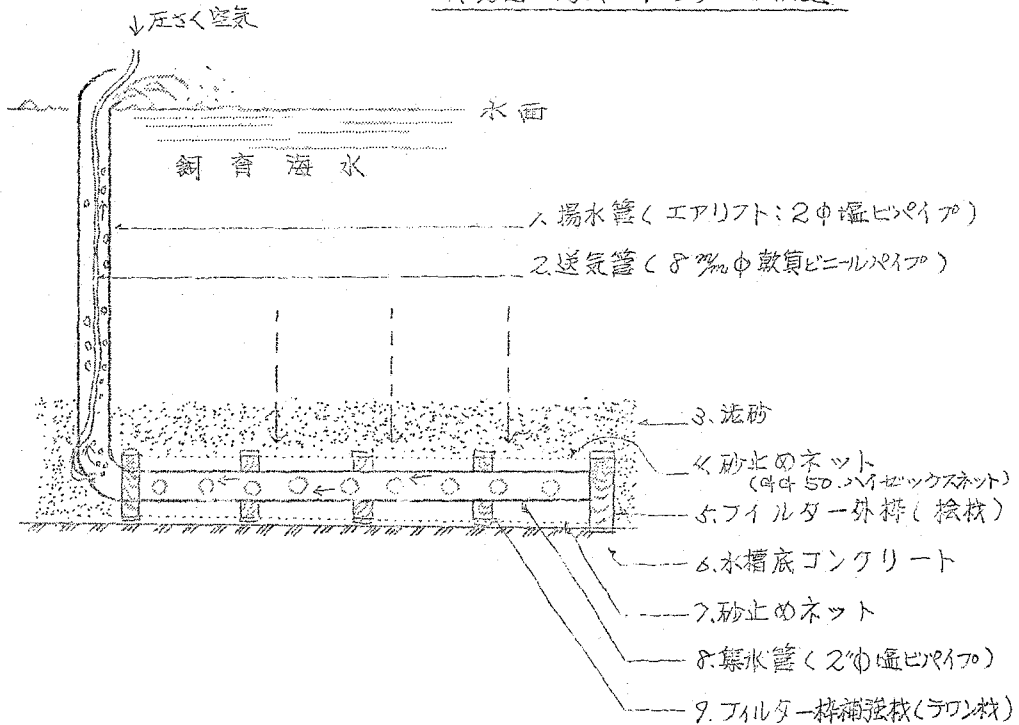 ↓圧さく空気
水面
飼育海水
1. 揚水管(エアリフト:2φ塩ビパイプ)
2. 送気管(8m/mφ軟質ビニールパイプ)
3. 法砂
4. 砂止めネット
(50.ハイゼックスネット)
5. フィルター外枠(桧材)
6. 水槽底コンクリート
7. 砂止めネット
8. 集水管(2"φ塩ビパイプ)
9. フィルター枠補強材(ラワン材)